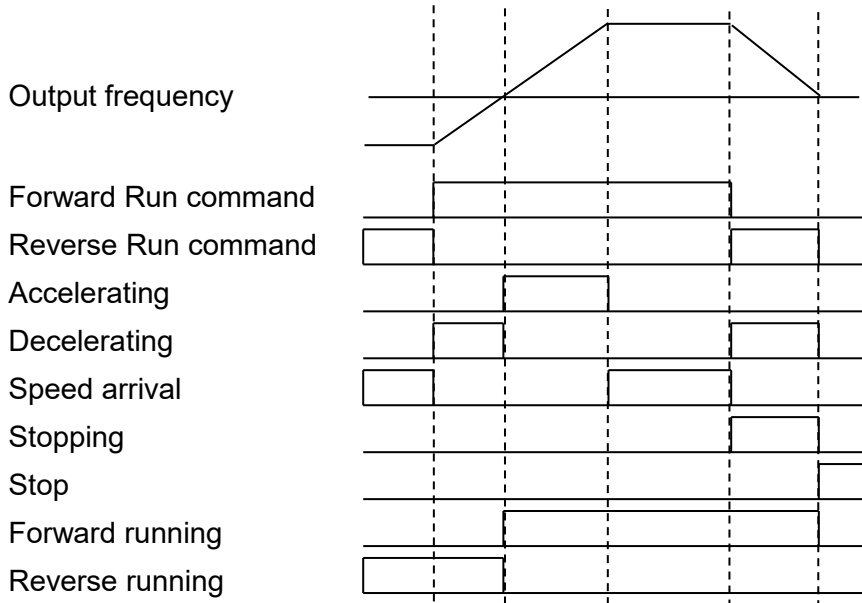 Output frequency
Forward Run command
Reverse Run command
Accelerating
Decelerating
Speed arrival
Stopping
Stop
Forward running
Reverse running